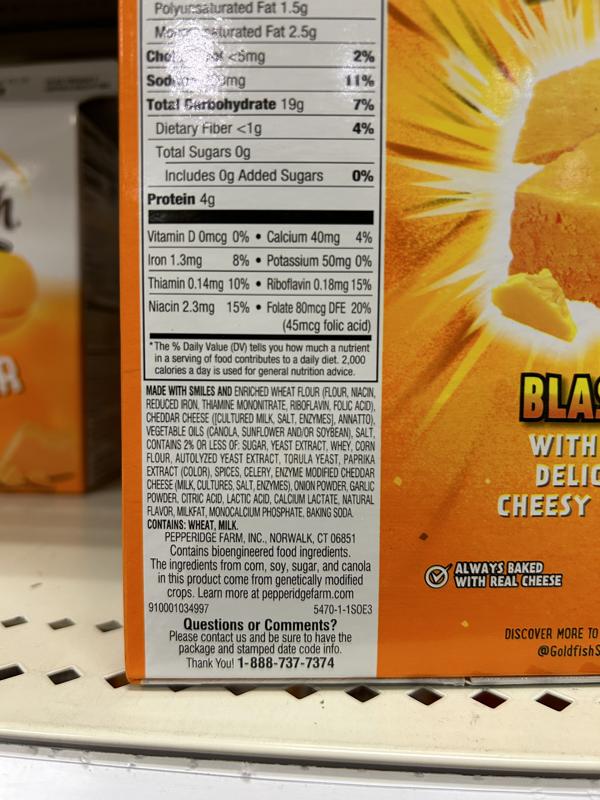 Polyunsaturated Fat 1.5g
Monounsaturated Fat 2.5g
<5mg 2%
11%
Total Carbohydrate 19g 7%
Dietary Fiber <1g 4%
Total Sugars 0g
Includes 0g Added Sugars 0%
Protein 4g
Vitamin D 0mcg 0% • Calcium 40mg 4%
Iron 1.3mg 8% • Potassium 50mg 0%
Thiamin 0.14mg 10% • Riboflavin 0.18mg 15%
Niacin 2.3mg 15% • Folate 80mcg DFE 20%
(45mcg folic acid)
*The % Daily Value (DV) tells you how much a nutrient
in a serving of food contributes to a daily diet. 2,000
calories a day is used for general nutrition advice.
MADE WITH SMILES AND ENRICHED WHEAT FLOUR (FLOUR, NIACIN,
REDUCED IRON, THIAMINE MONONITRATE, RIBOFLAVIN, FOLIC ACID),
CHEDDAR CHEESE ([CULTURED MILK, SALT, ENZYMES], ANNATTO),
VEGETABLE OILS (CANOLA, SUNFLOWER AND/OR SOYBEAN), SALT,
CONTAINS 2% OR LESS OF: SUGAR, YEAST EXTRACT, WHEY, CORN
FLOUR, AUTOLYZED YEAST EXTRACT, TORULA YEAST, PAPRIKA
EXTRACT (COLOR), SPICES, CELERY, ENZYME MODIFIED CHEDDAR
CHEESE (MILK, CULTURES, SALT, ENZYMES), ONION POWDER, GARLIC
POWDER, CITRIC ACID, LACTIC ACID, CALCIUM LACTATE, NATURAL
FLAVOR, MILKFAT, MONOCALCIUM PHOSPHATE, BAKING SODA.
CONTAINS: WHEAT, MILK.
PEPPERIDGE FARM, INC., NORWALK, CT 06851
Contains bioengineered food ingredients.
The ingredients from corn, soy, sugar, and canola
in this product come from genetically modified
crops. Learn more at pepperidgefarm.com
910001034997 5470-1-1SOE3
Questions or Comments?
Please contact us and be sure to have the
package and stamped date code info.
Thank You! 1-888-737-7374
BLAS
WITH
DELIC
CHEESY
ALWAYS BAKED
WITH REAL CHEESE
DISCOVER MORE TO
@GoldfishS